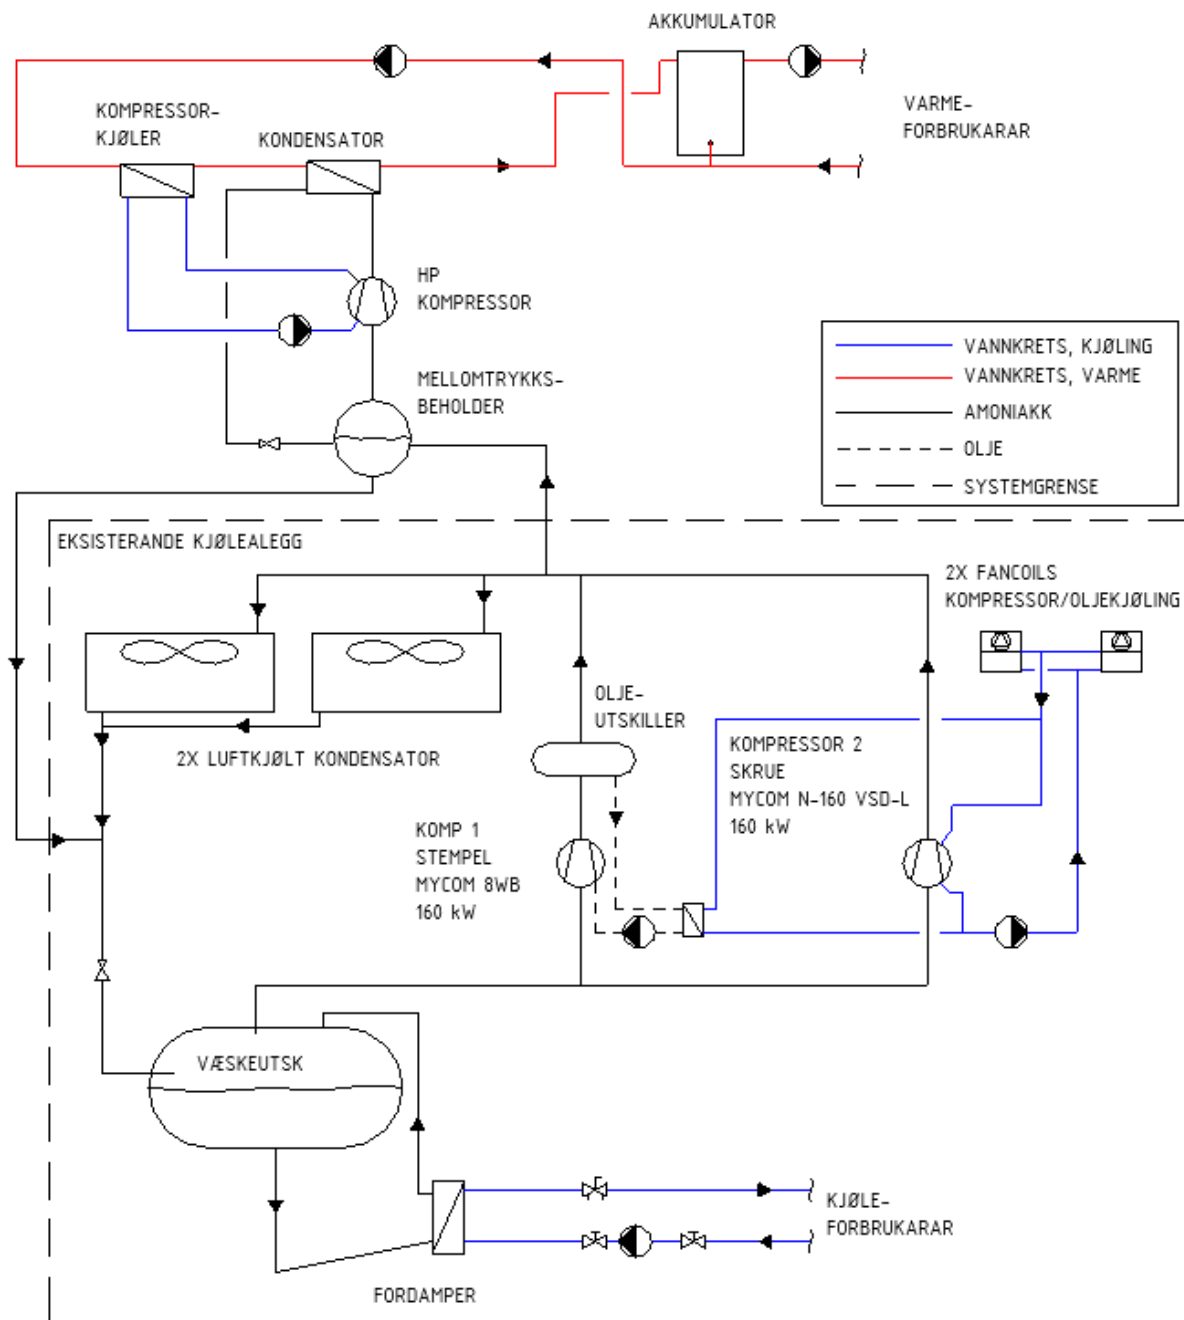 AKKUMULATOR
KOMPRESSOR-
KJØLER
KONDENSATOR
VARME-
FORBRUKARAR
HP
KOMPRESSOR
MELLOMTRYKKS-
BEHOLDER
VANNKRETS, KJØLING
VANNKRETS, VARME
AMONIAKK
OLJE
SYSTEMGRENSE
EKSISTERANDE KJØLEALEGG
2X FANCOILS
KOMPRESSOR/OLJEKJØLING
OLJE-
UTSKILLER
2X LUFTKJØLT KONDENSATOR
KOMPRESSOR 2
SKRUE
MYCOM N-160 VSD-L
160 kW
KOMP 1
STEMPEL
MYCOM 8WB
160 kW
VÆSKEUTSK
KJØLE-
FORBRUKARAR
FORDAMPER